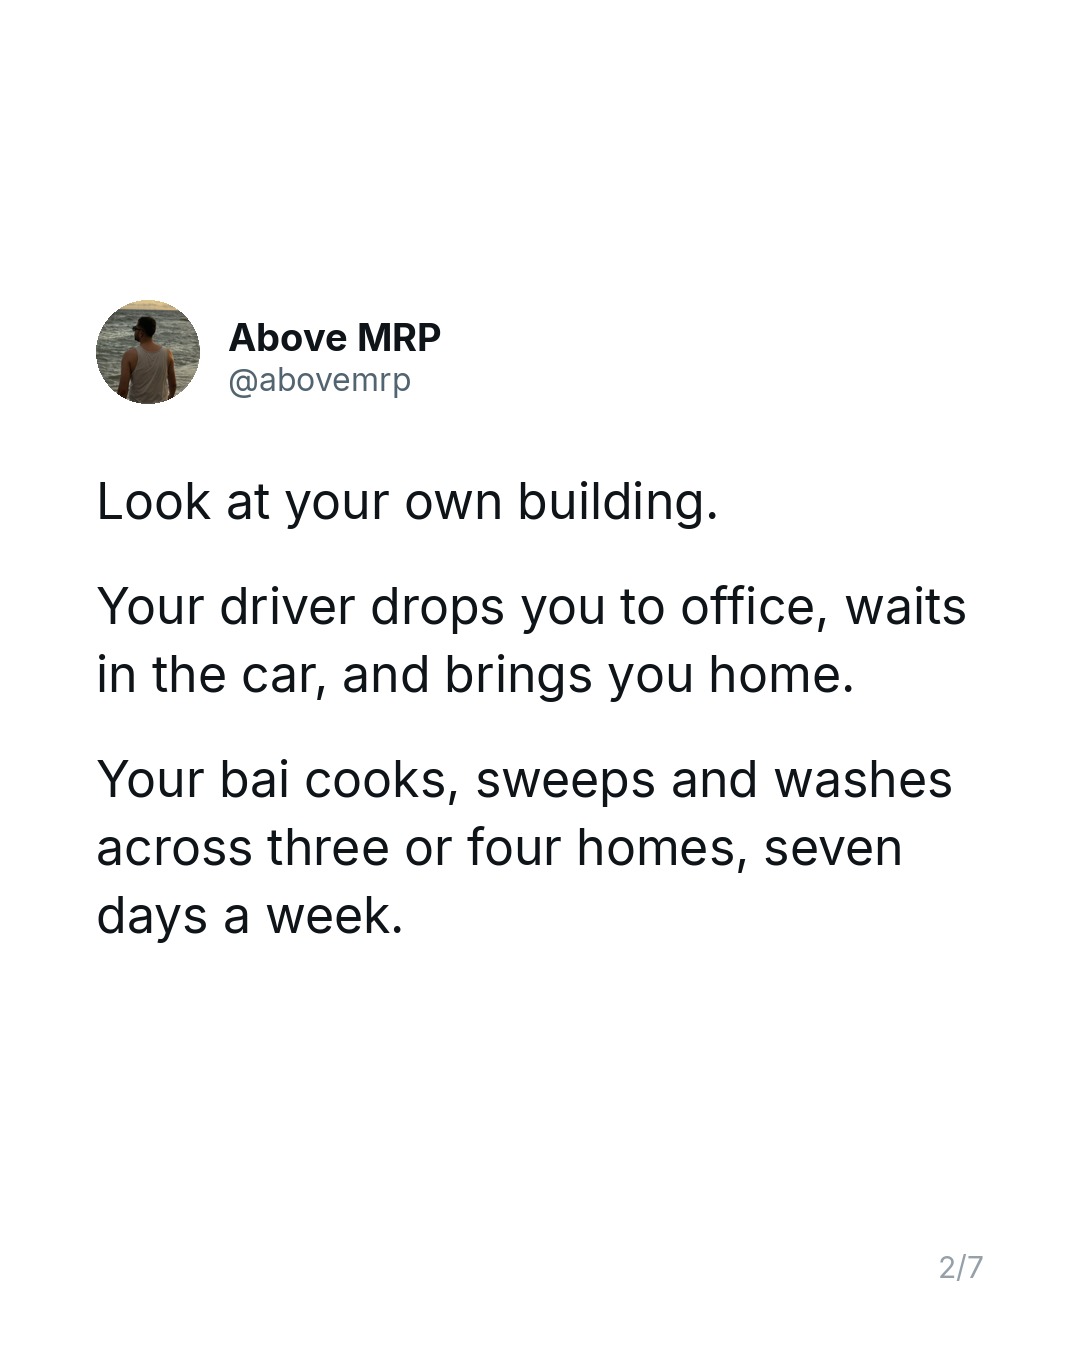 Above MRP
@abovemrp
Look at your own building.
Your driver drops you to office, waits
in the car, and brings you home.
Your bai cooks, sweeps and washes
across three or four homes, seven
days a week.
2/7